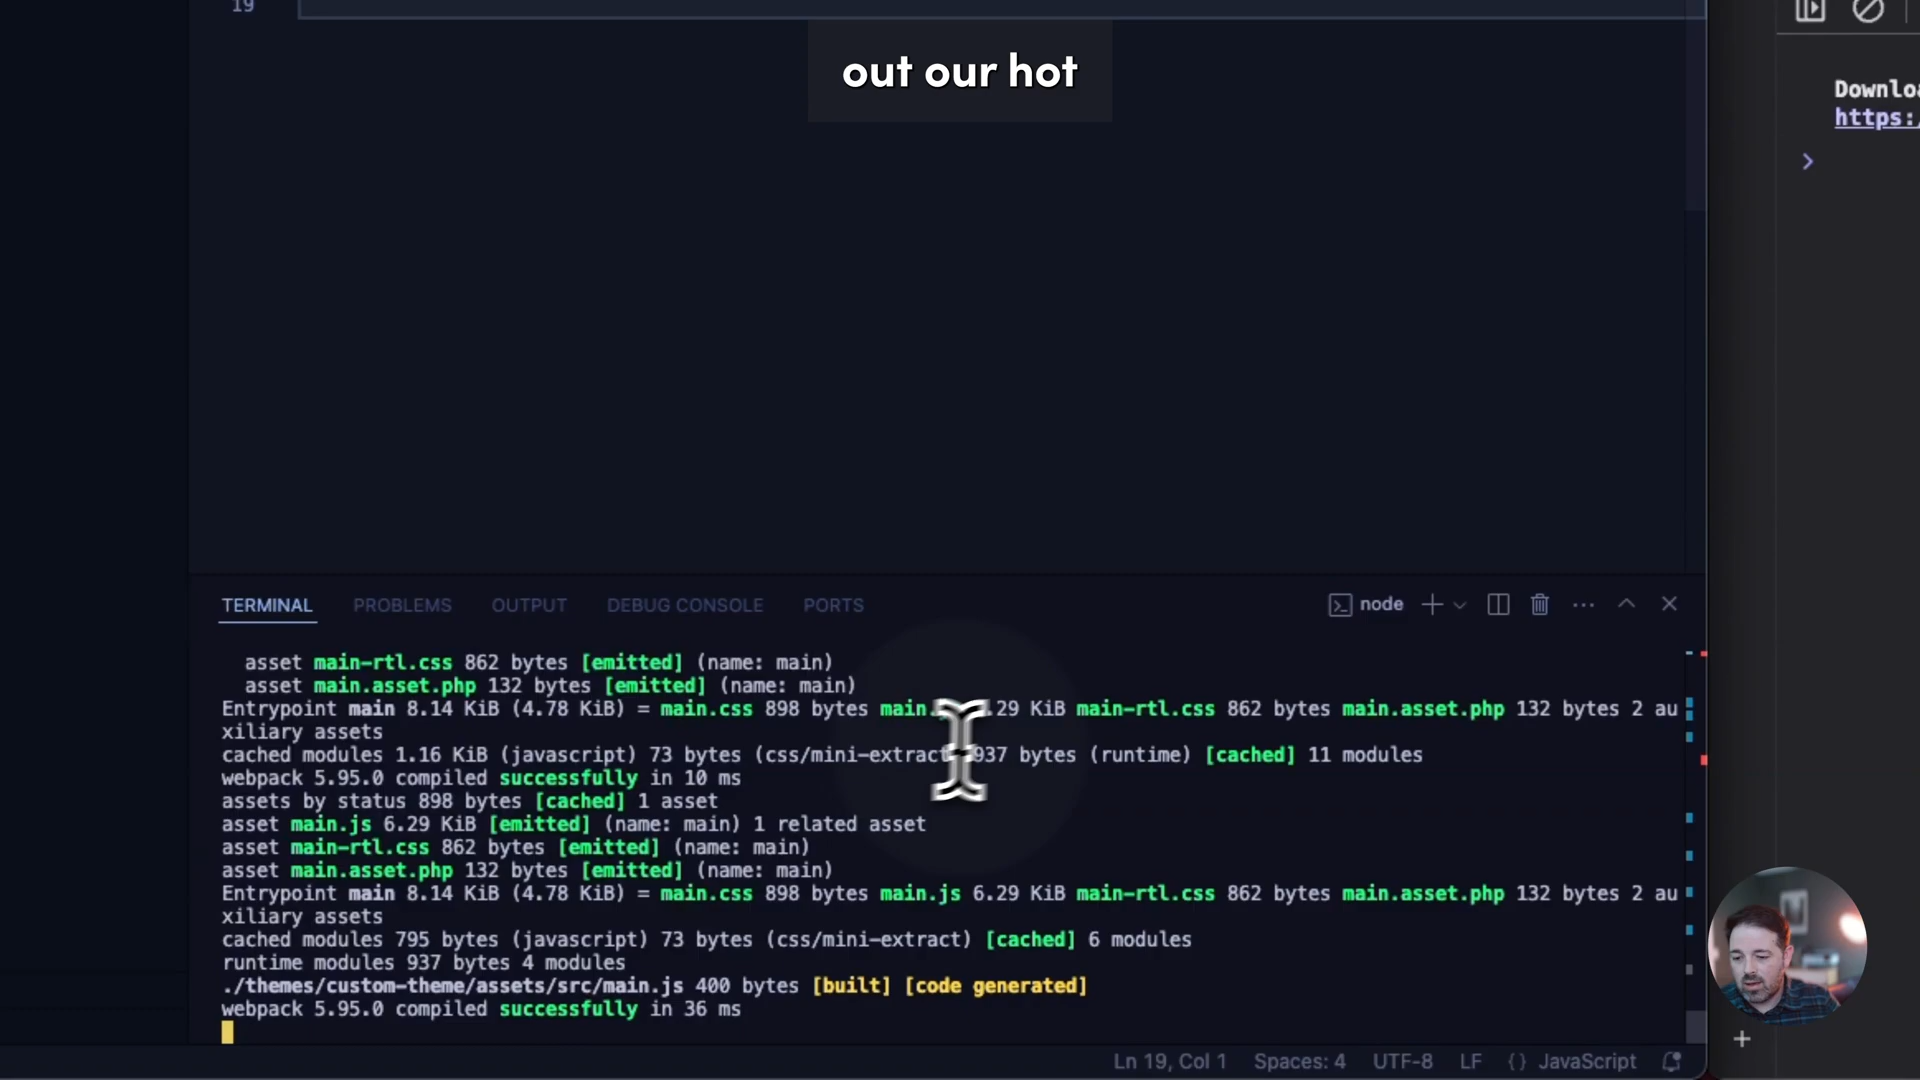 19
out our hot
https:/
TERMINAL PROBLEMS OUTPUT DEBUG CONSOLE PORTS
node
asset main-rtl.css 862 bytes [emitted] (name: main)
asset main.asset.php 132 bytes [emitted] (name: main)
Entrypoint main 8.14 KiB (4.78 KiB) = main.css 898 bytes KiB main-rtl.css 862 bytes main.asset.php 132 bytes 2 au
xiliary assets
cached modules 1.16 KiB (javascript) 73 bytes (css/mini-extract 937 bytes (runtime) [cached] 11 modules
webpack 5.95.0 compiled successfully in 10 ms
assets by status 898 bytes [cached] 1 asset
asset main.js 6.29 KiB [emitted] (name: main) 1 related asset
asset main-rtl.css 862 bytes [emitted] (name: main)
asset main.asset.php 132 bytes [emitted] (name: main)
Entrypoint main 8.14 KiB (4.78 KiB) = main.css 898 bytes main.js 6.29 KiB main-rtl.css 862 bytes main.asset.php 132 bytes 2 au
xiliary assets
cached modules 795 bytes (javascript) 73 bytes (css/mini-extract) [cached] 6 modules
runtime modules 937 bytes 4 modules
./themes/custom-theme/assets/src/main.js 400 bytes [built] [code generated]
webpack 5.95.0 compiled successfully in 36 ms
Ln 19, Col 1 Spaces: 4 UTF-8 LF {} JavaScript